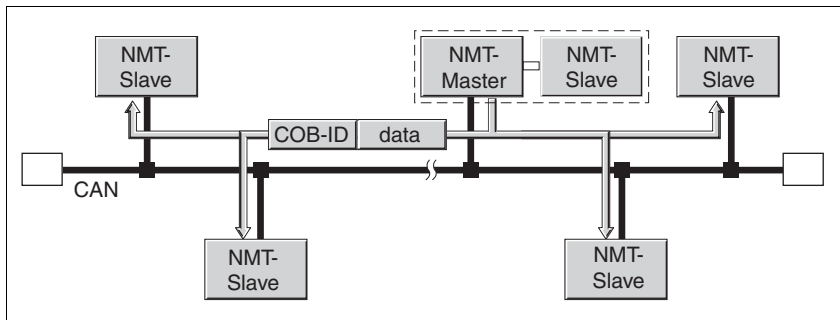 NMT-
Slave
NMT-
Master
NMT-
Slave
NMT-
Slave
COB-ID
data
CAN
NMT-
Slave
NMT-
Slave